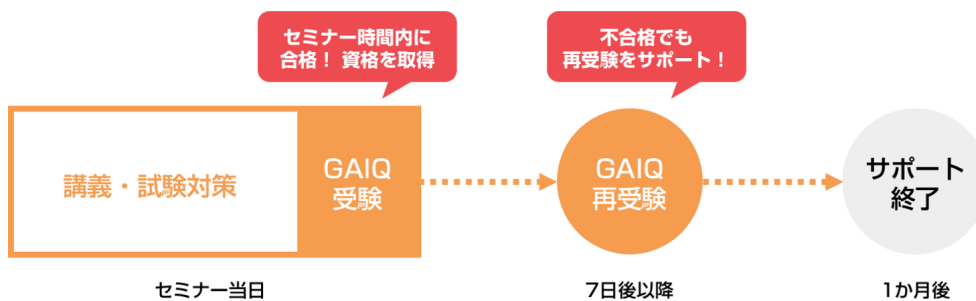 セミナー時間内に
合格！ 資格を取得
不合格でも
再受験をサポート！
講義・試験対策
GAIQ
受験
GAIQ
再受験
サポート
終了
セミナー当日
7日後以降
1か月後